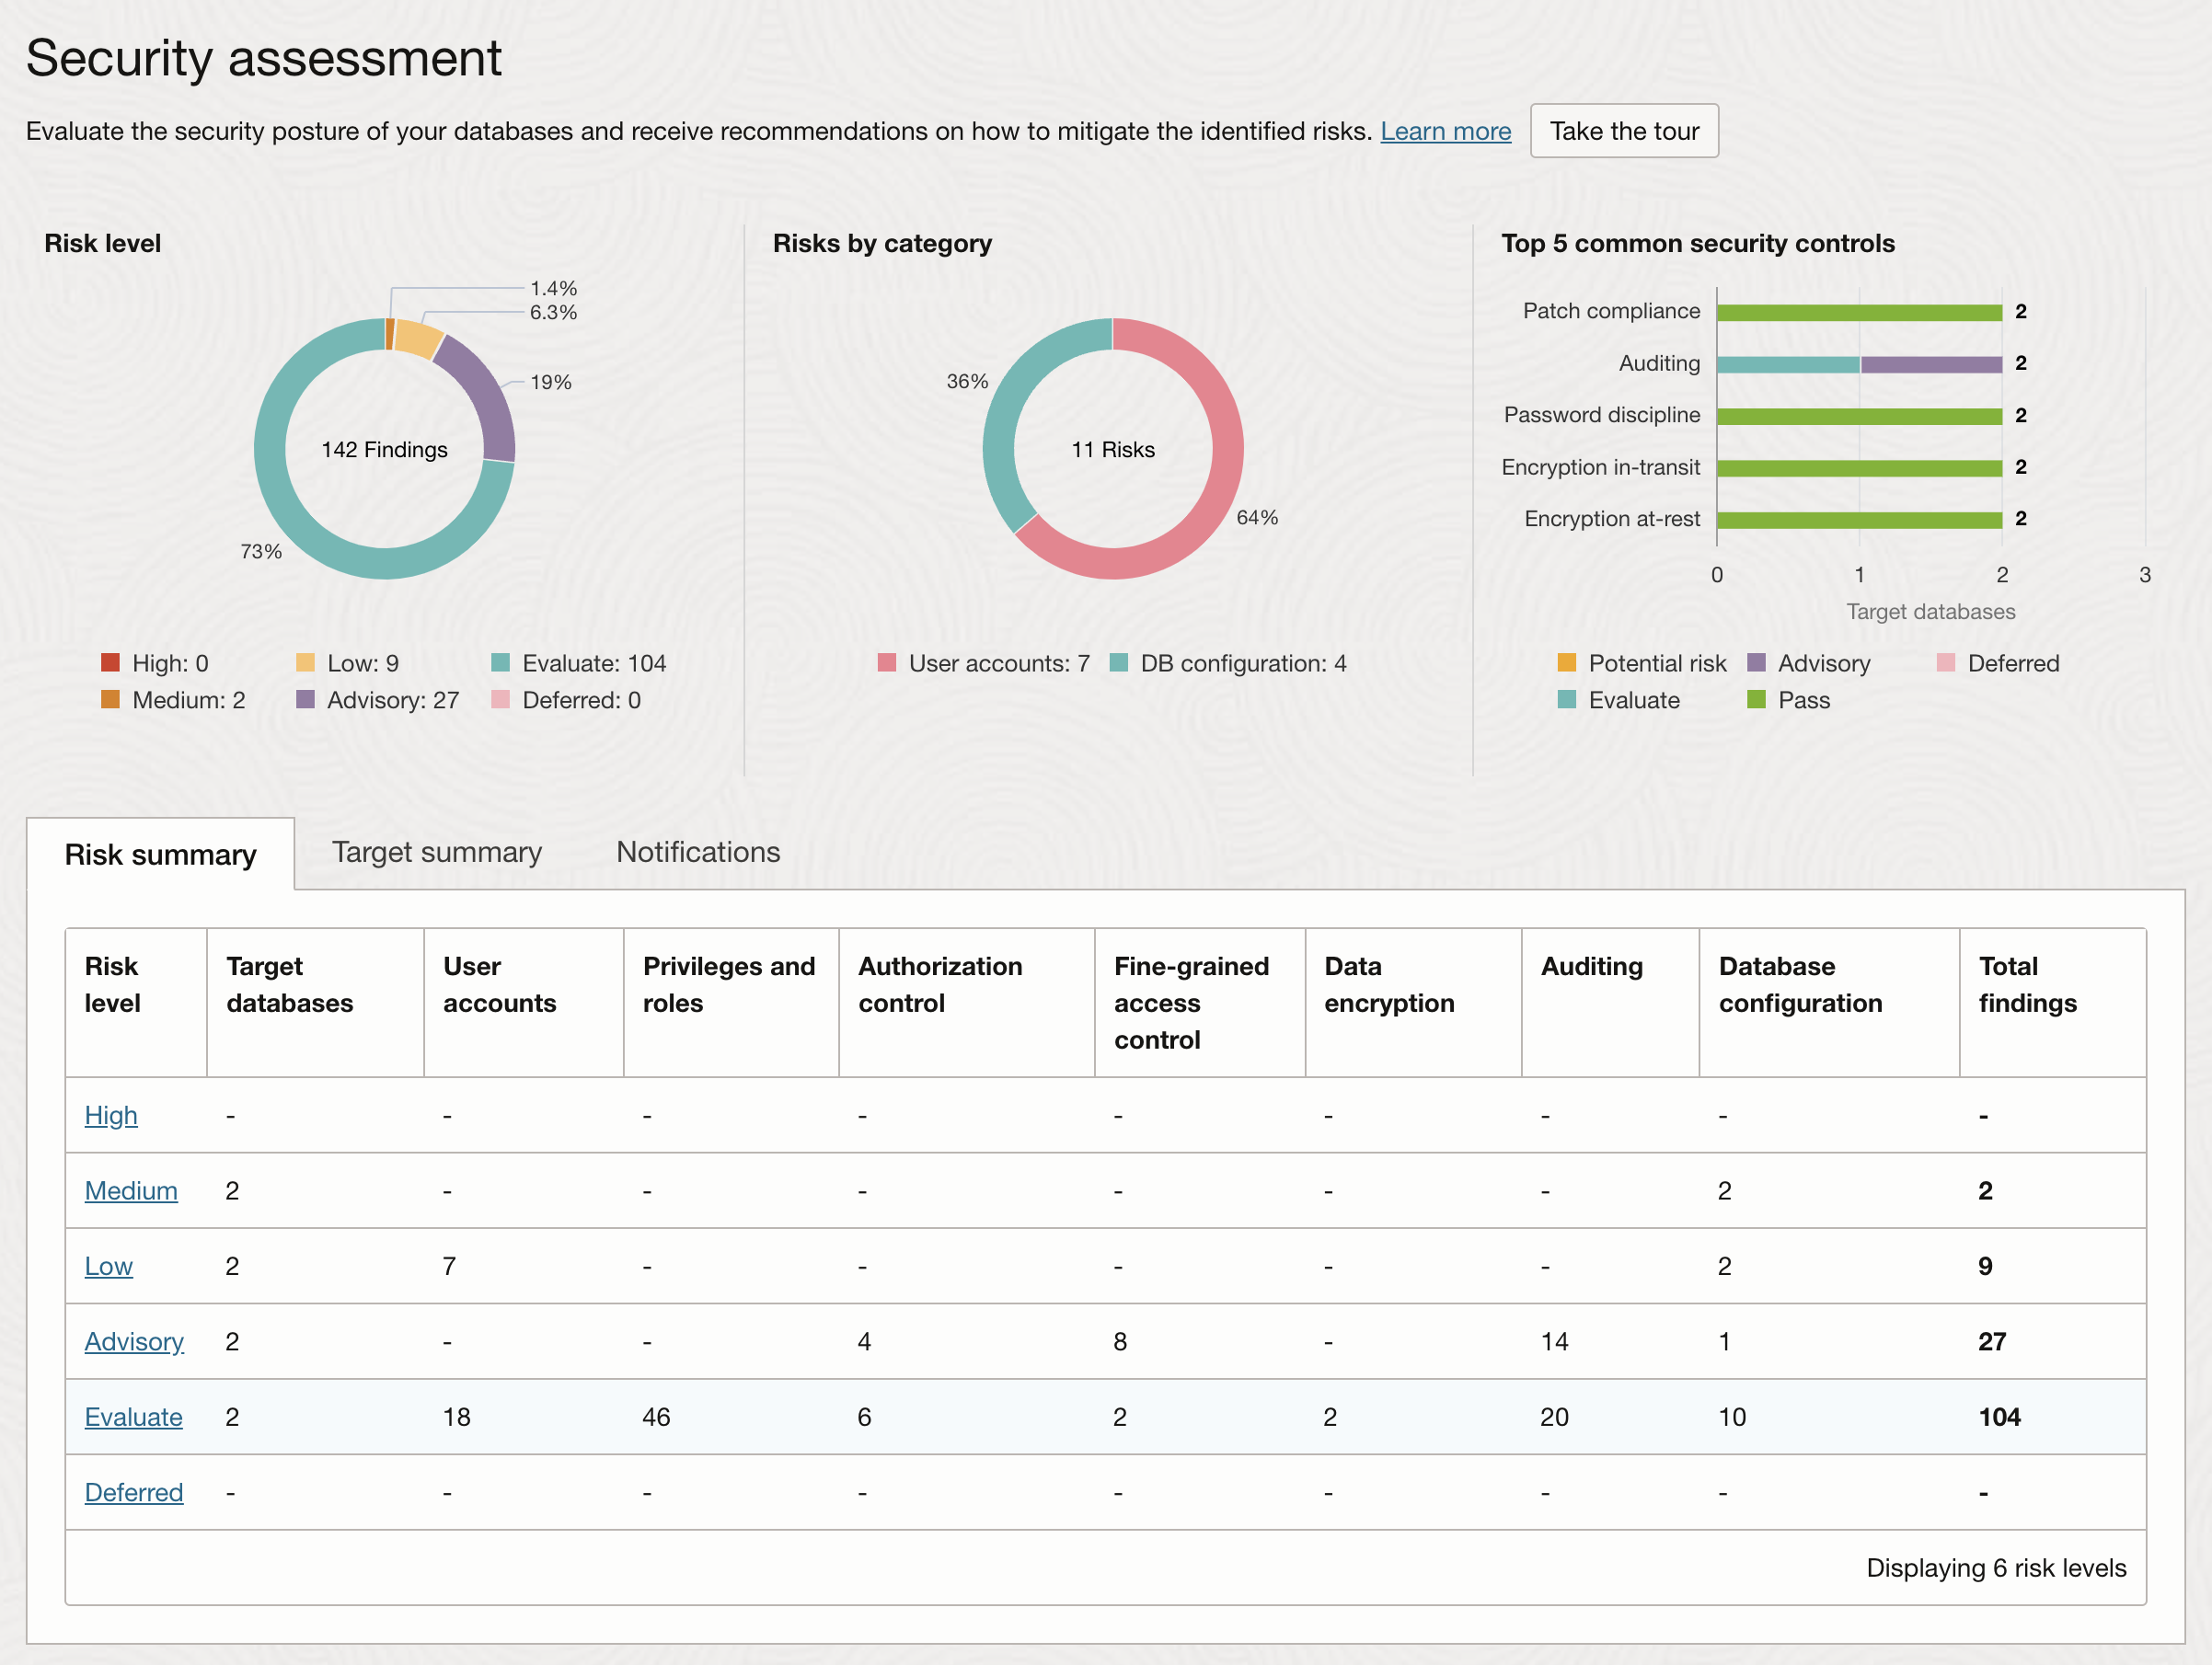 Security assessment
Evaluate the security posture of your databases and receive recommendations on how to mitigate the identified risks. Learn more Take the tour
Risk level
1.4%
6.3%
19%
142 Findings
73%
High: 0 Low: 9 Evaluate: 104
Medium: 2 Advisory: 27 Deferred: 0
Risks by category
36%
11 Risks
64%
User accounts: 7 DB configuration: 4
Top 5 common security controls
Patch compliance 2
Auditing 2
Password discipline 2
Encryption in-transit 2
Encryption at-rest 2
0 1 2 3
Target databases
Potential risk Advisory Deferred
Evaluate Pass
Risk summary Target summary Notifications
Risk level Target databases User accounts Privileges and roles Authorization control Fine-grained access control Data encryption Auditing Database configuration Total findings
High - - - - - - - - -
Medium 2 - - - - - - 2 2
Low 2 7 - - - - - 2 9
Advisory 2 - - 4 8 - 14 1 27
Evaluate 2 18 46 6 2 2 20 10 104
Deferred - - - - - - - - -
Displaying 6 risk levels